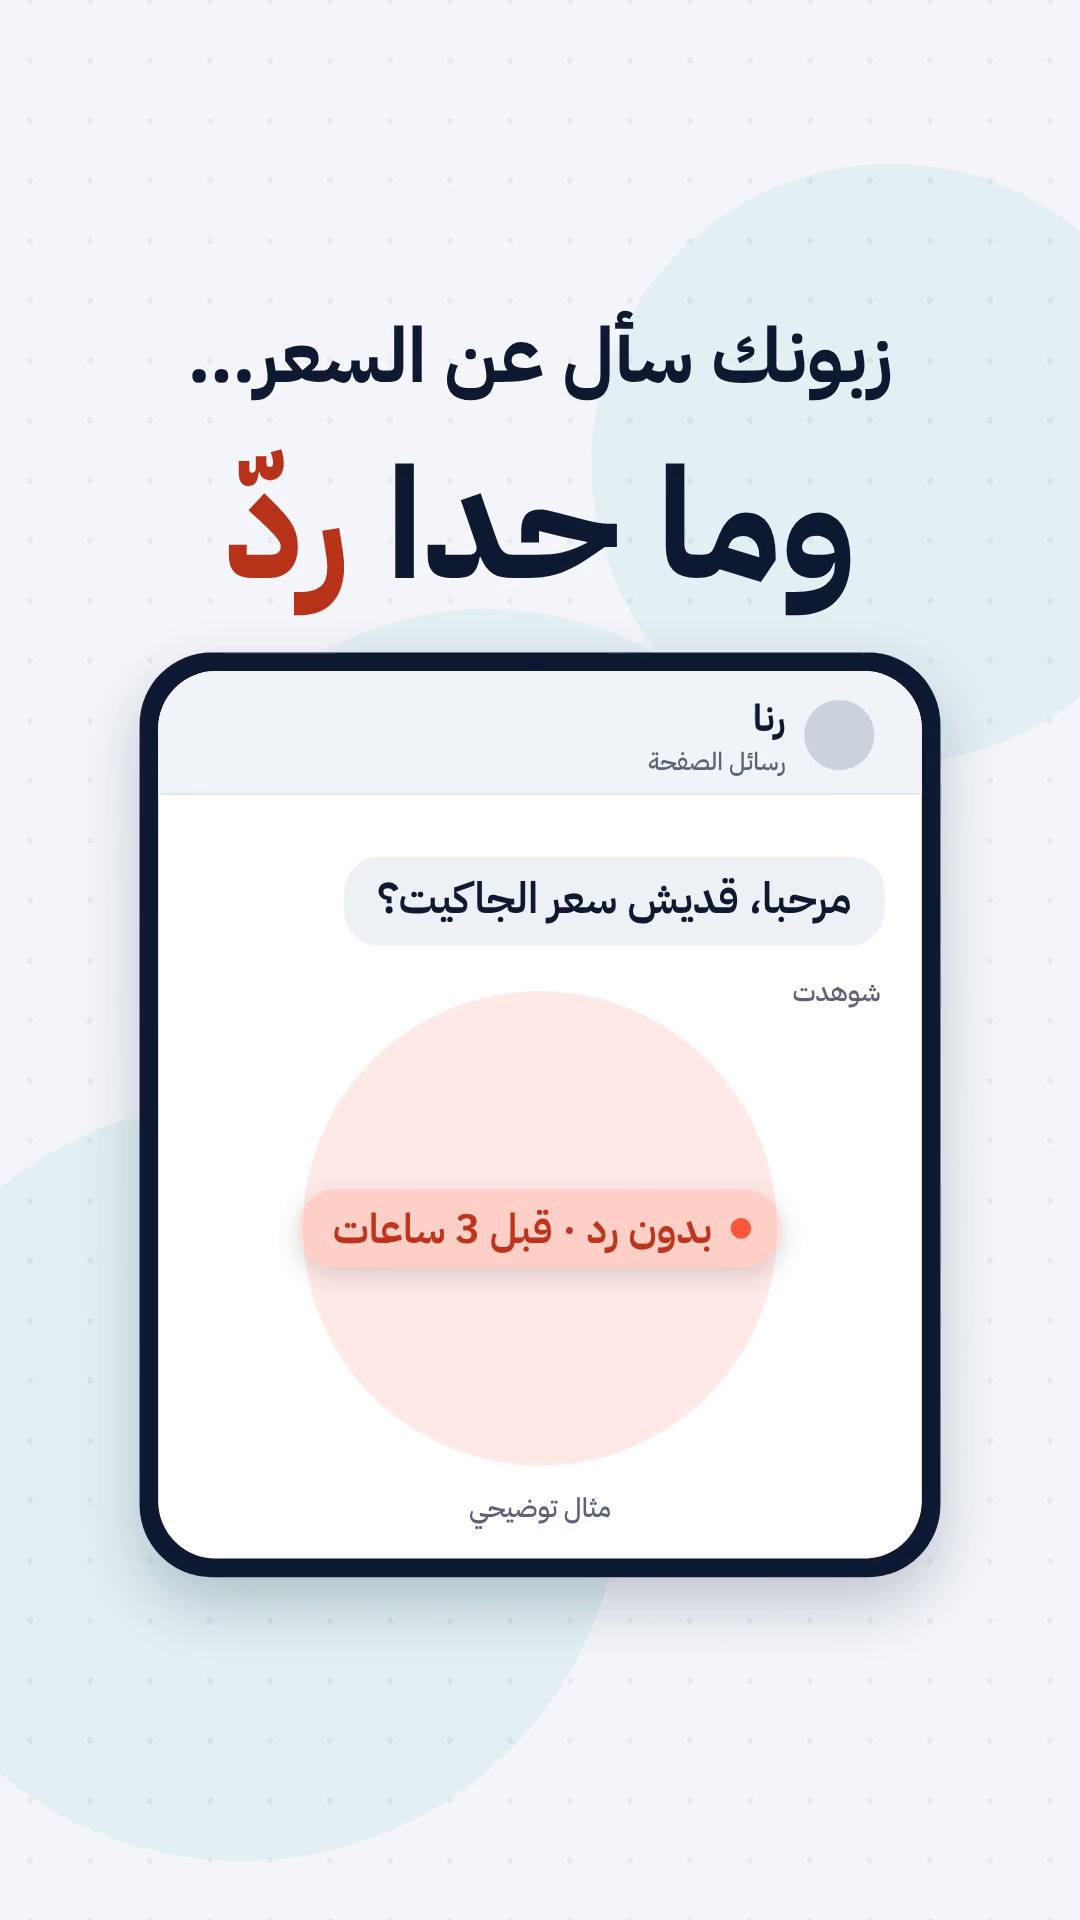 زبونك سأل عن السعر...
وما حدا ردّ
رنا
رسائل الصفحة
مرحبا، قديش سعر الجاكيت؟
شوهدت
بدون رد · قبل 3 ساعات
مثال توضيحي